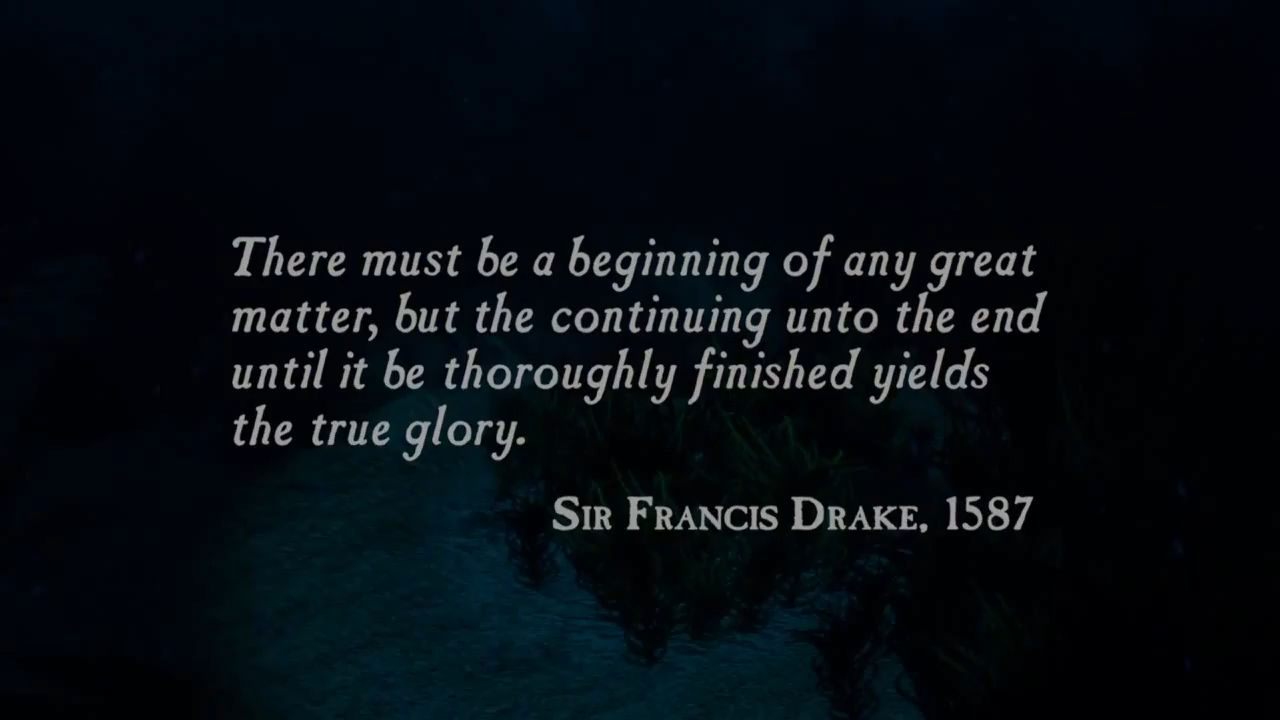 There must be a beginning of any great
matter, but the continuing unto the end
until it be thoroughly finished yields
the true glory.
Sir Francis Drake, 1587